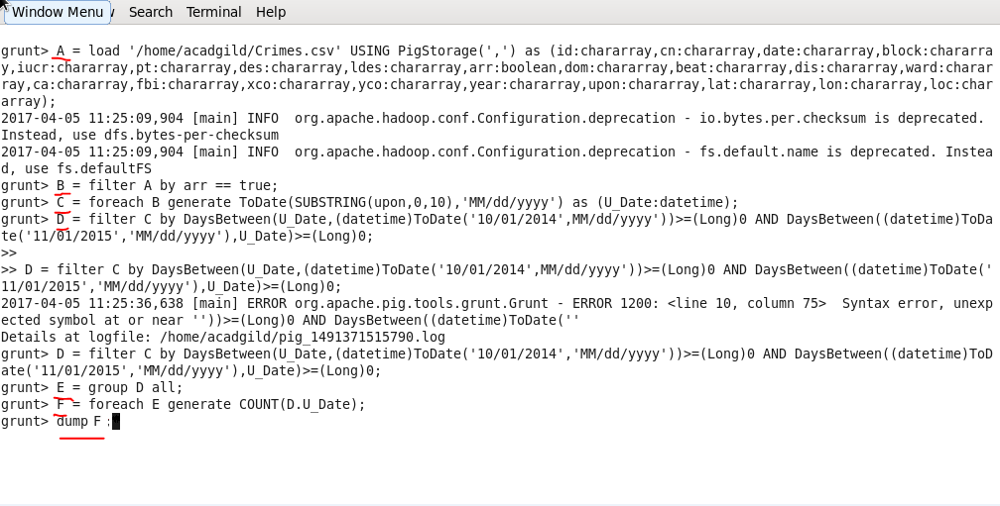 Window Menu Search Terminal Help
grunt> A = load '/home/acadgild/Crimes.csv' USING PigStorage(',') as (id:chararray,cn:chararray,date:chararray,block:chararra
y,iucr:chararray,pt:chararray,des:chararray,ldes:chararray,arr:boolean,dom:chararray,beat:chararray,dis:chararray,ward:charar
ray,ca:chararray,fbi:chararray,xco:chararray,yco:chararray,year:chararray,upon:chararray,lat:chararray,lon:chararray,loc:char
array);
2017-04-05 11:25:09,904 [main] INFO  org.apache.hadoop.conf.Configuration.deprecation - io.bytes.per.checksum is deprecated.
Instead, use dfs.bytes-per-checksum
2017-04-05 11:25:09,904 [main] INFO  org.apache.hadoop.conf.Configuration.deprecation - fs.default.name is deprecated. Instea
d, use fs.defaultFS
grunt> B = filter A by arr == true;
grunt> C = foreach B generate ToDate(SUBSTRING(upon,0,10),'MM/dd/yyyy') as (U_Date:datetime);
grunt> D = filter C by DaysBetween(U_Date,(datetime)ToDate('10/01/2014',MM/dd/yyyy'))>=(Long)0 AND DaysBetween((datetime)ToDa
te('11/01/2015','MM/dd/yyyy'),U_Date)>=(Long)0;
>>
>> D = filter C by DaysBetween(U_Date,(datetime)ToDate('10/01/2014',MM/dd/yyyy'))>=(Long)0 AND DaysBetween((datetime)ToDate('
11/01/2015','MM/dd/yyyy'),U_Date)>=(Long)0;
2017-04-05 11:25:36,638 [main] ERROR org.apache.pig.tools.grunt.Grunt - ERROR 1200: <line 10, column 75>  Syntax error, unexp
ected symbol at or near ''))>=(Long)0 AND DaysBetween((datetime)ToDate(''
Details at logfile: /home/acadgild/pig_1491371515790.log
grunt> D = filter C by DaysBetween(U_Date,(datetime)ToDate('10/01/2014','MM/dd/yyyy'))>=(Long)0 AND DaysBetween((datetime)ToD
ate('11/01/2015','MM/dd/yyyy'),U_Date)>=(Long)0;
grunt> E = group D all;
grunt> F = foreach E generate COUNT(D.U_Date);
grunt> dump F ;